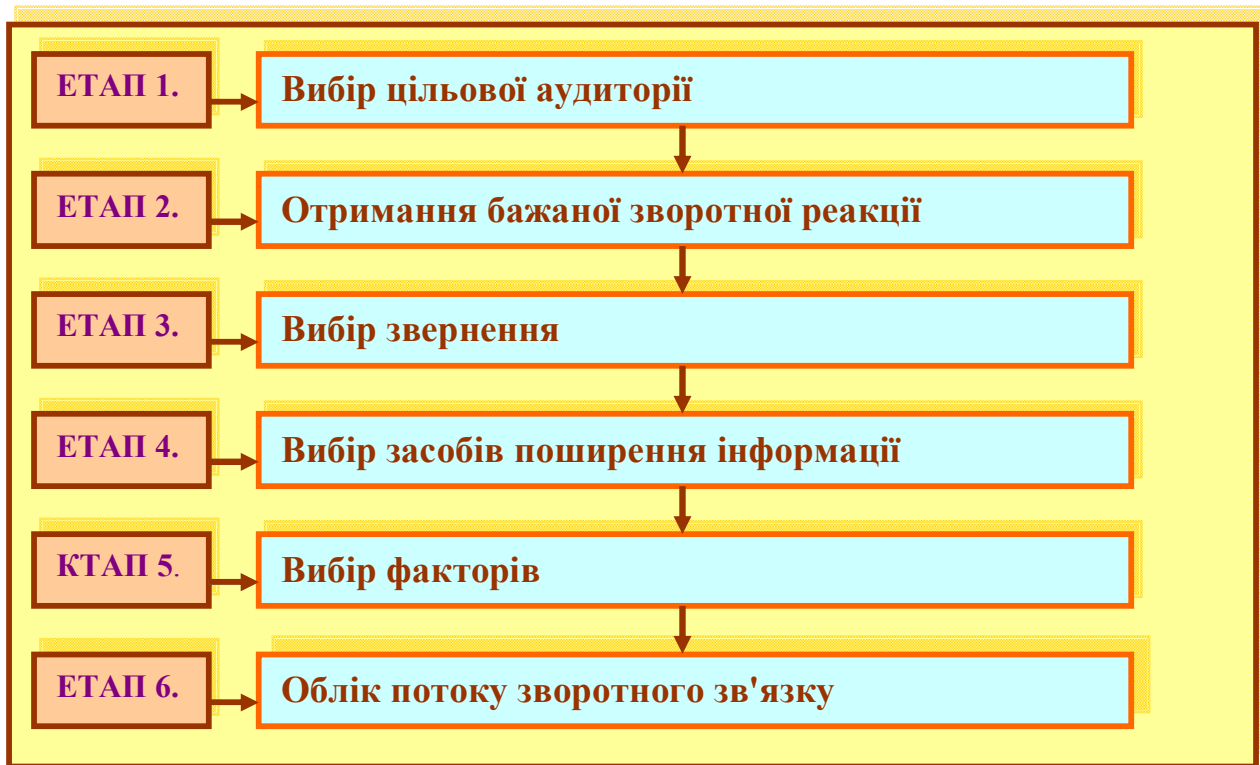 ЕТАП 1.
Вибір цільової аудиторії
ЕТАП 2.
Отримання бажаної зворотної реакції
ЕТАП 3.
Вибір звернення
ЕТАП 4.
Вибір засобів поширення інформації
КТАП 5.
Вибір факторів
ЕТАП 6.
Облік потоку зворотного зв'язку